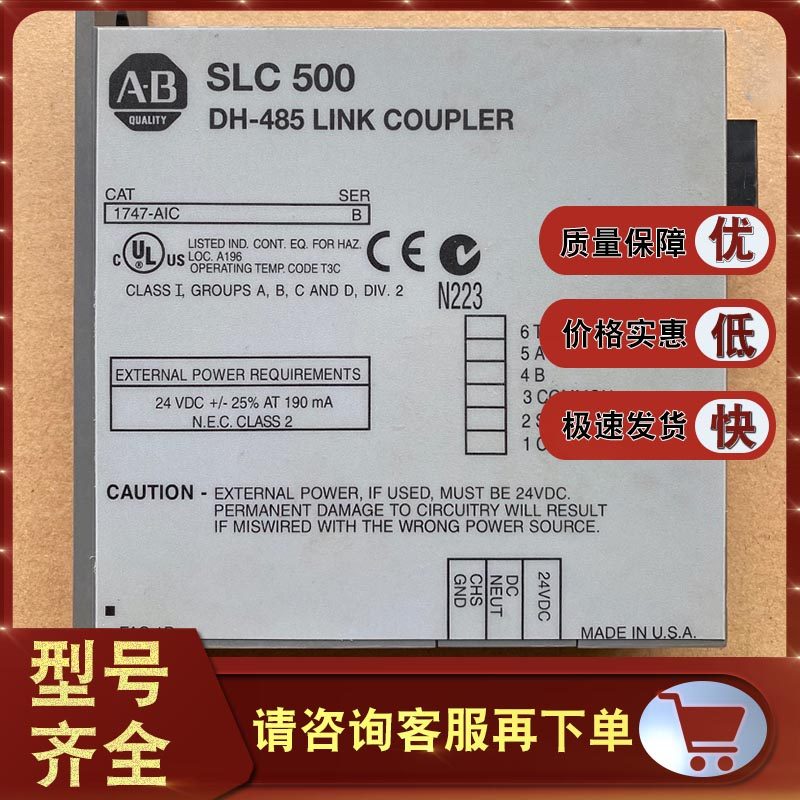 A-B
QUALITY
SLC 500
DH-485 LINK COUPLER
CAT SER
1747-AIC B
C UL US
LISTED IND. CONT. EQ. FOR HAZ.
LOC. A196
OPERATING TEMP. CODE T3C
CE
N223
CLASS I, GROUPS A, B, C AND D, DIV. 2
质量保障 优
价格实惠 低
极速发货 快
6 T
5 A
4 B
3 COMMON
2 S
1 C
EXTERNAL POWER REQUIREMENTS
24 VDC +/- 25% AT 190 mA
N.E.C. CLASS 2
CAUTION - EXTERNAL POWER, IF USED, MUST BE 24VDC.
PERMANENT DAMAGE TO CIRCUITRY WILL RESULT
IF MISWIRED WITH THE WRONG POWER SOURCE.
CHS
GND
DC
NEUT
24VDC
MADE IN U.S.A.
型号
齐全
请咨询客服再下单